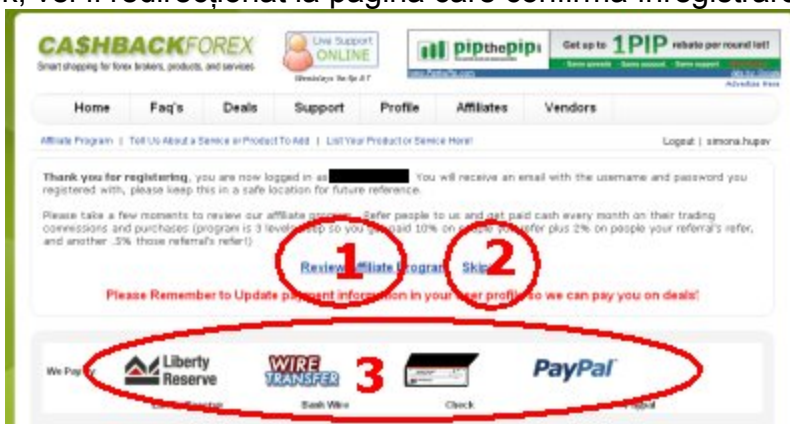 vei fi redirecționat la pagina care confirmă înregistrare
CA$HBACKFOREX
Smart shopping for forex brokers, products, and services
Live Support
ONLINE
pipthepips
Get up to 1PIP rebate per round lot!
Advertise Here
Home Faq's Deals Support Profile Affiliates Vendors
Affiliate Program | Tell Us About a Service or Product To Add | List Your Product or Service Here!
Logout | simona.hupav
Thank you for registering, you are now logged in as You will receive an email with the username and password you
registered with, please keep this in a safe location for future reference.
Please take a few moments to review our affiliate program. Refer people to us and get paid cash every month on their trading
commissions and purchases (program is 3 levels deep so you get paid 10% on people you refer plus 2% on people your referral's refer,
and another .5% those referral's refer!)
1 2
Review Affiliate Program Skip
Please Remember to Update payment information in your user profile so we can pay you on deals!
We Pay By
Liberty
Reserve
WIRE
TRANSFER
3
PayPal
Bank Wire
Check
Paypal